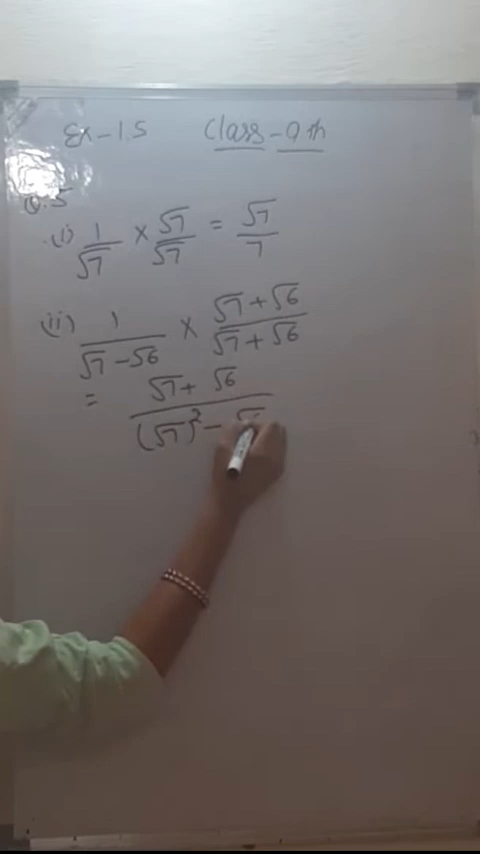 Ex-1.5 Class-9th
Q.5
(i) 1/√7 × √7/√7 = √7/7
(ii) 1/√7-√6 × √7+√6/√7+√6
= √7+√6/(√7)²-